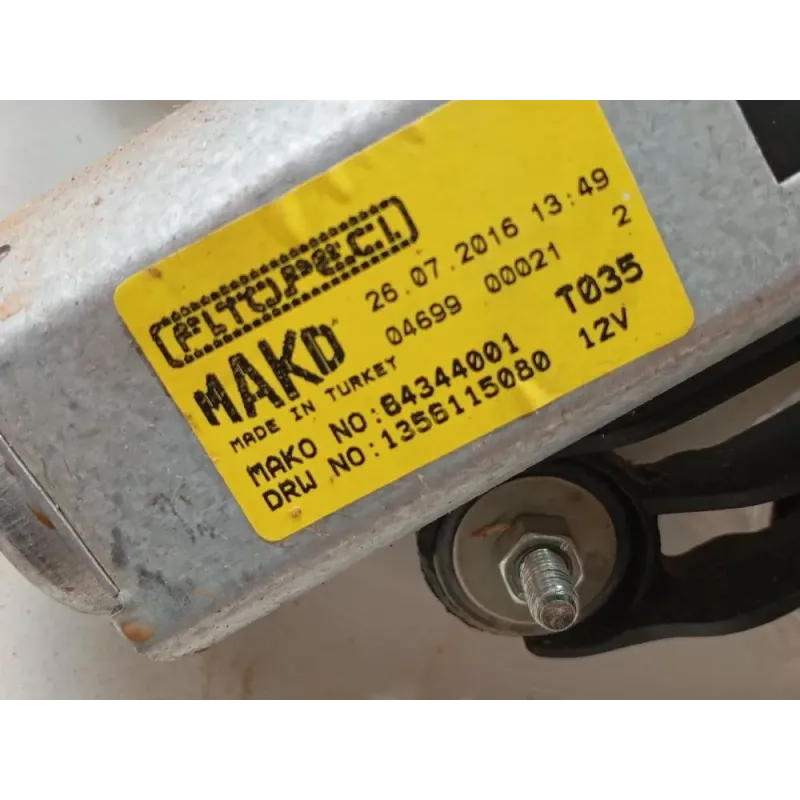 26.07.2016 13:49
04699 00021 2
MAKO
MADE IN TURKEY
MAKO NO:64344001 T035
DRW NO:1356115080 12V